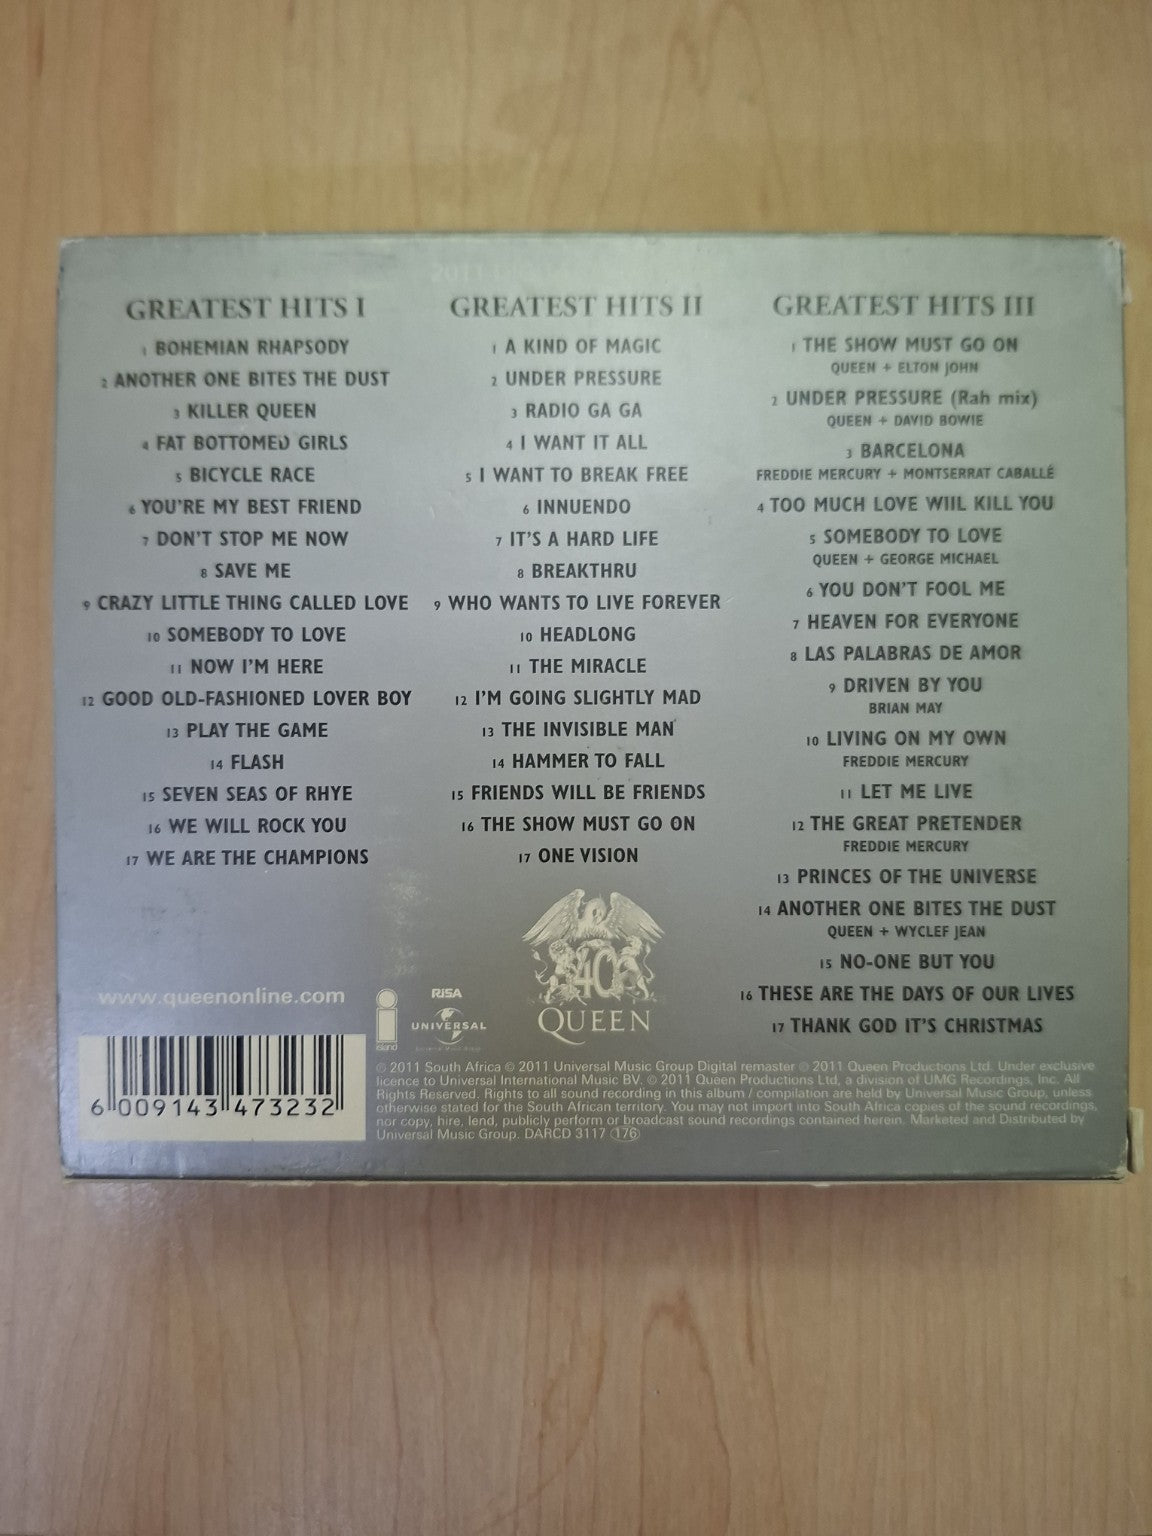 GREATEST HITS I
1 BOHEMIAN RHAPSODY
2 ANOTHER ONE BITES THE DUST
3 KILLER QUEEN
4 FAT BOTTOMED GIRLS
5 BICYCLE RACE
6 YOU'RE MY BEST FRIEND
7 DON'T STOP ME NOW
8 SAVE ME
9 CRAZY LITTLE THING CALLED LOVE
10 SOMEBODY TO LOVE
11 NOW I'M HERE
12 GOOD OLD-FASHIONED LOVER BOY
13 PLAY THE GAME
14 FLASH
15 SEVEN SEAS OF RHYE
16 WE WILL ROCK YOU
17 WE ARE THE CHAMPIONS
GREATEST HITS II
1 A KIND OF MAGIC
2 UNDER PRESSURE
3 RADIO GA GA
4 I WANT IT ALL
5 I WANT TO BREAK FREE
6 INNUENDO
7 IT'S A HARD LIFE
8 BREAKTHRU
9 WHO WANTS TO LIVE FOREVER
10 HEADLONG
11 THE MIRACLE
12 I'M GOING SLIGHTLY MAD
13 THE INVISIBLE MAN
14 HAMMER TO FALL
15 FRIENDS WILL BE FRIENDS
16 THE SHOW MUST GO ON
17 ONE VISION
GREATEST HITS III
1 THE SHOW MUST GO ON
QUEEN + ELTON JOHN
2 UNDER PRESSURE (Rah mix)
QUEEN + DAVID BOWIE
3 BARCELONA
FREDDIE MERCURY + MONTSERRAT CABALLÉ
4 TOO MUCH LOVE WIIL KILL YOU
5 SOMEBODY TO LOVE
QUEEN + GEORGE MICHAEL
6 YOU DON'T FOOL ME
7 HEAVEN FOR EVERYONE
8 LAS PALABRAS DE AMOR
9 DRIVEN BY YOU
BRIAN MAY
10 LIVING ON MY OWN
FREDDIE MERCURY
11 LET ME LIVE
12 THE GREAT PRETENDER
FREDDIE MERCURY
13 PRINCES OF THE UNIVERSE
14 ANOTHER ONE BITES THE DUST
QUEEN + WYCLEF JEAN
15 NO-ONE BUT YOU
16 THESE ARE THE DAYS OF OUR LIVES
17 THANK GOD IT'S CHRISTMAS
www.queenonline.com
6 009143 473232
island
RiSA
UNIVERSAL
40
QUEEN
℗ 2011 South Africa © 2011 Universal Music Group Digital remaster ℗ 2011 Queen Productions Ltd. Under exclusive
licence to Universal International Music BV. © 2011 Queen Productions Ltd, a division of UMG Recordings, Inc. All
Rights Reserved. Rights to all sound recording in this album / compilation are held by Universal Music Group, unless
otherwise stated for the South African territory. You may not import into South Africa copies of the sound recordings,
nor copy, hire, lend, publicly perform or broadcast sound recordings contained herein. Marketed and Distributed by
Universal Music Group. DARCD 3117 (176)